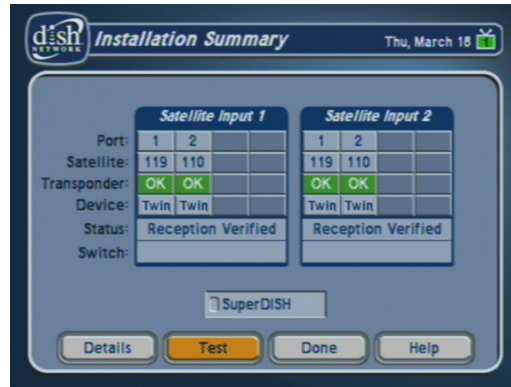 dish
NETWORK
Installation Summary
Thu, March 18
1
Satellite Input 1
Satellite Input 2
Port: 1 2 1 2
Satellite: 119 110 119 110
Transponder: OK OK OK OK
Device: Twin Twin Twin Twin
Status: Reception Verified Reception Verified
Switch:
SuperDISH
Details Test Done Help